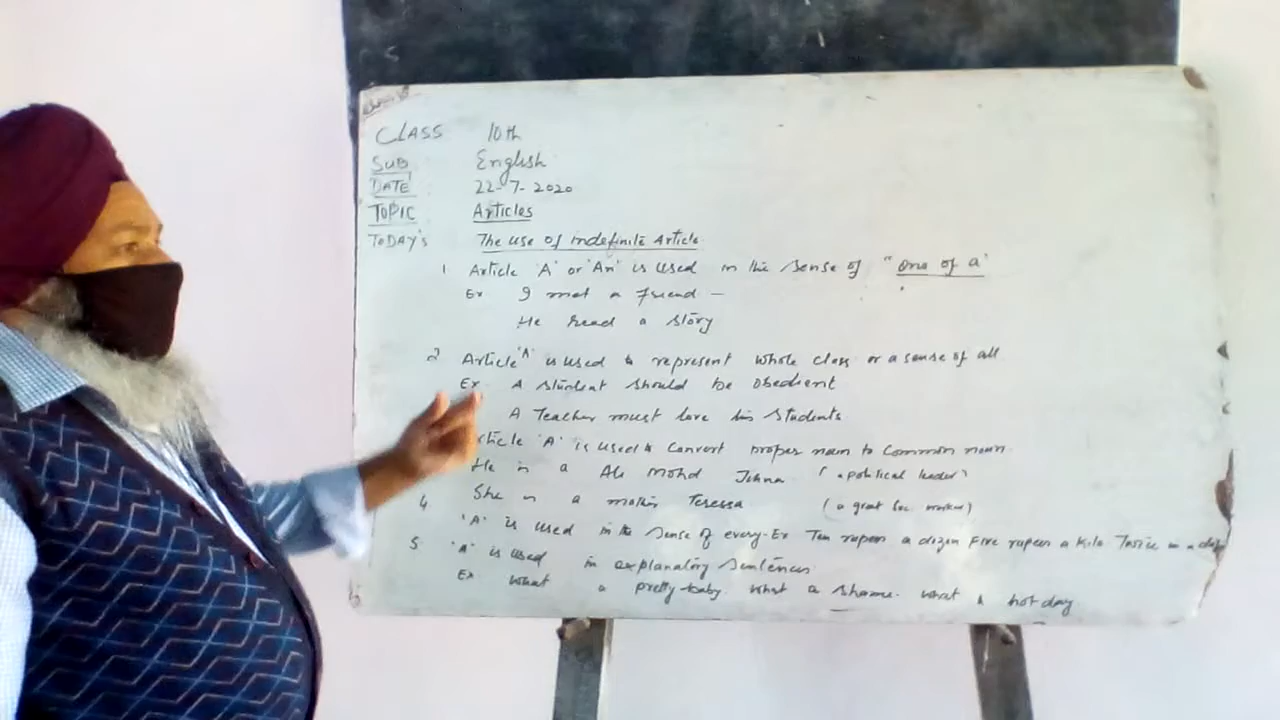 CLASS 10th
SUB English
DATE 22-7-2020
TOPIC Articles
TODAY'S The use of indefinite Article
1 Article 'A' or 'An' is used in the sense of "one of a'
Ex I met a friend —
He read a story
2 Article 'A' is used to represent whole class or a sense of all
Ex A student should be obedient
A Teacher must love his students
rticle 'A' is used to convert proper noun to Common noun.
He is a Ali Mohd Jinha (a political leader)
She is a mother Teressa (a great Soc. worker)
4 'A' is used in the sense of every. Ex Ten rupees a dozen Five rupees a Kilo Twice in a day
5 'A' is used in explanatory Sentences
Ex What a pretty baby. What a Shame. What a hot day